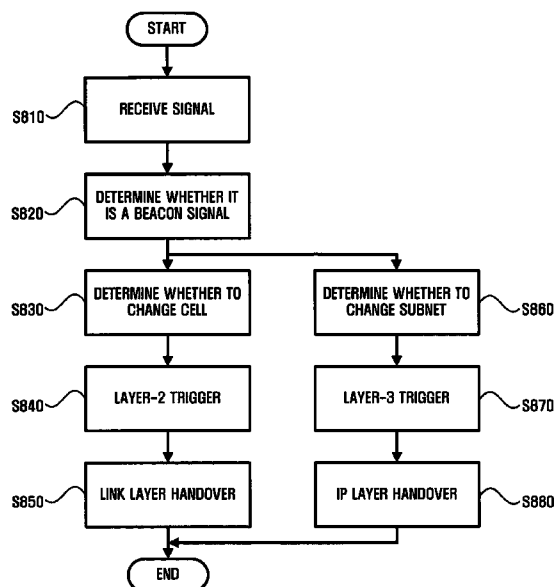 START
S810
RECEIVE SIGNAL
S820
DETERMINE WHETHER IT
IS A BEACON SIGNAL
S830
DETERMINE WHETHER TO
CHANGE CELL
DETERMINE WHETHER TO
CHANGE SUBNET
S860
S840
LAYER-2 TRIGGER
LAYER-3 TRIGGER
S870
S850
LINK LAYER HANDOVER
IP LAYER HANDOVER
S880
END